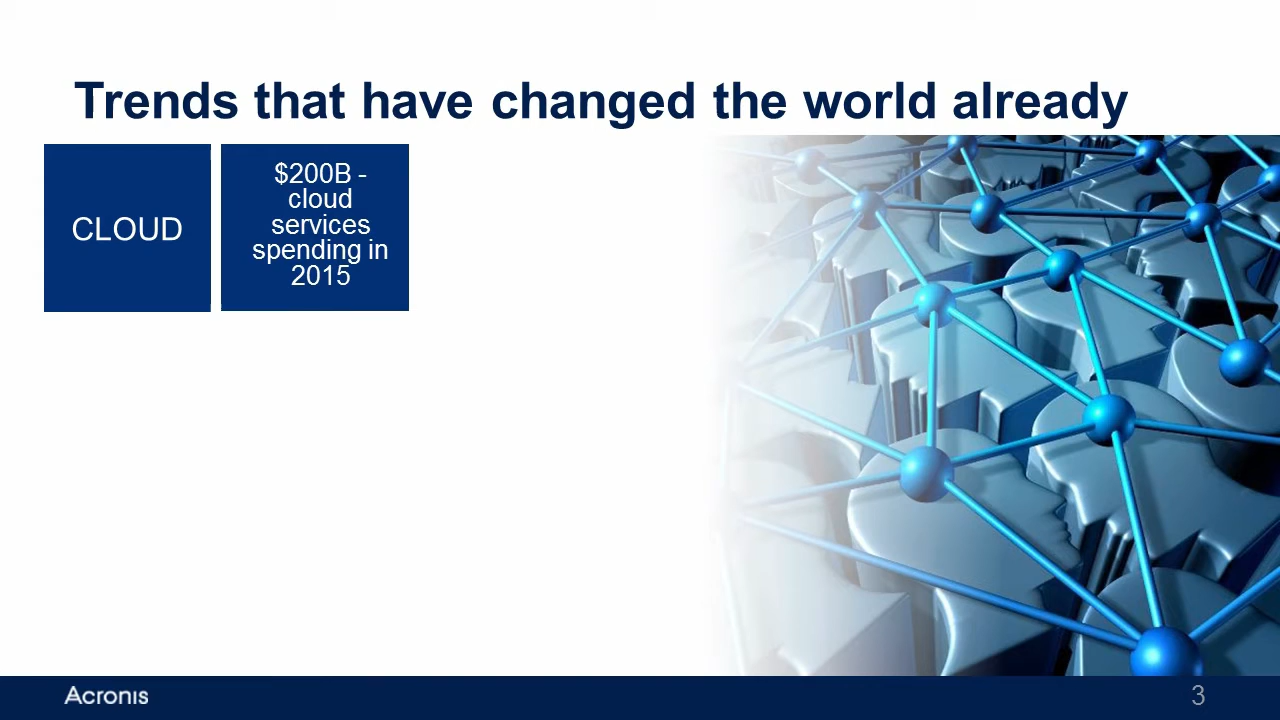 Trends that have changed the world already
CLOUD
$200B -
cloud
services
spending in
2015
Acronis
3